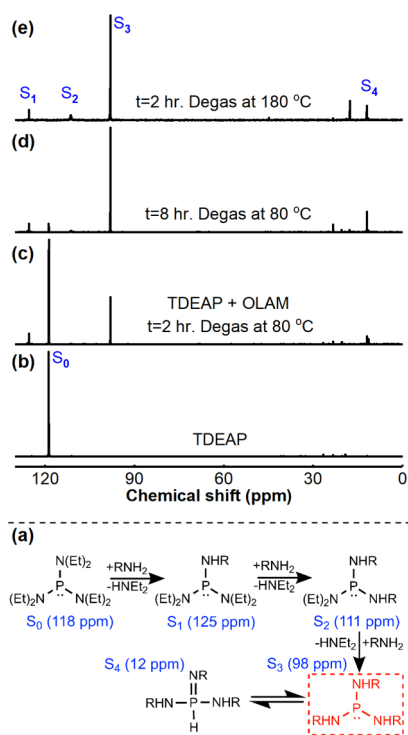 (e)
S3
S1
S2
S4
t=2 hr. Degas at 180 °C
(d)
t=8 hr. Degas at 80 °C
(c)
TDEAP + OLAM
t=2 hr. Degas at 80 °C
(b)
S0
TDEAP
120 90 60 30 0
Chemical shift (ppm)
(a)
N(Et)2 NHR NHR
+RNH2 +RNH2
-HNEt2 -HNEt2
P P P
(Et)2N N(Et)2 (Et)2N N(Et)2 (Et)2N NHR
S0 (118 ppm) S1 (125 ppm) S2 (111 ppm)
-HNEt2 +RNH2
S4 (12 ppm) S3 (98 ppm)
NR NHR
RHN P NHR P
H RHN NHR